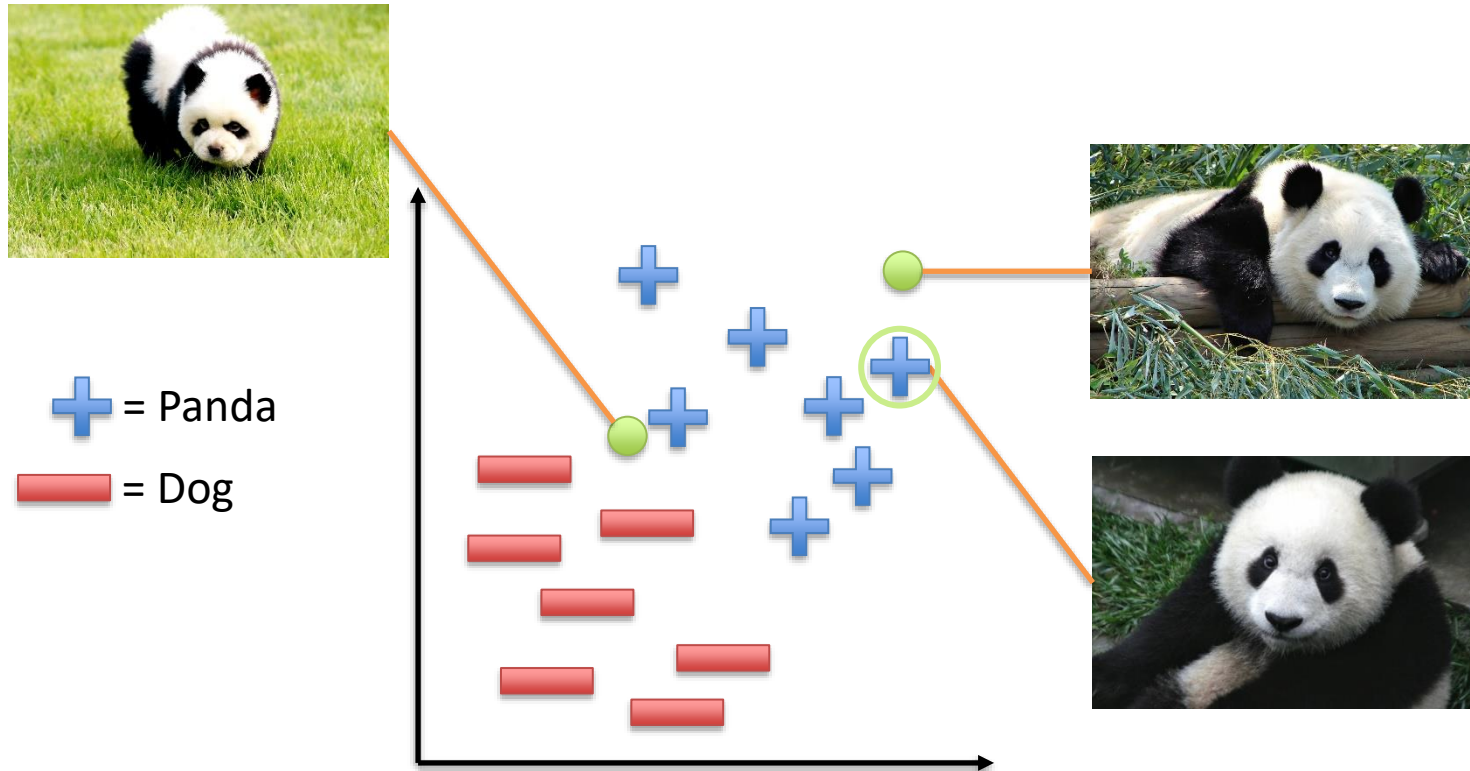 = Panda
= Dog